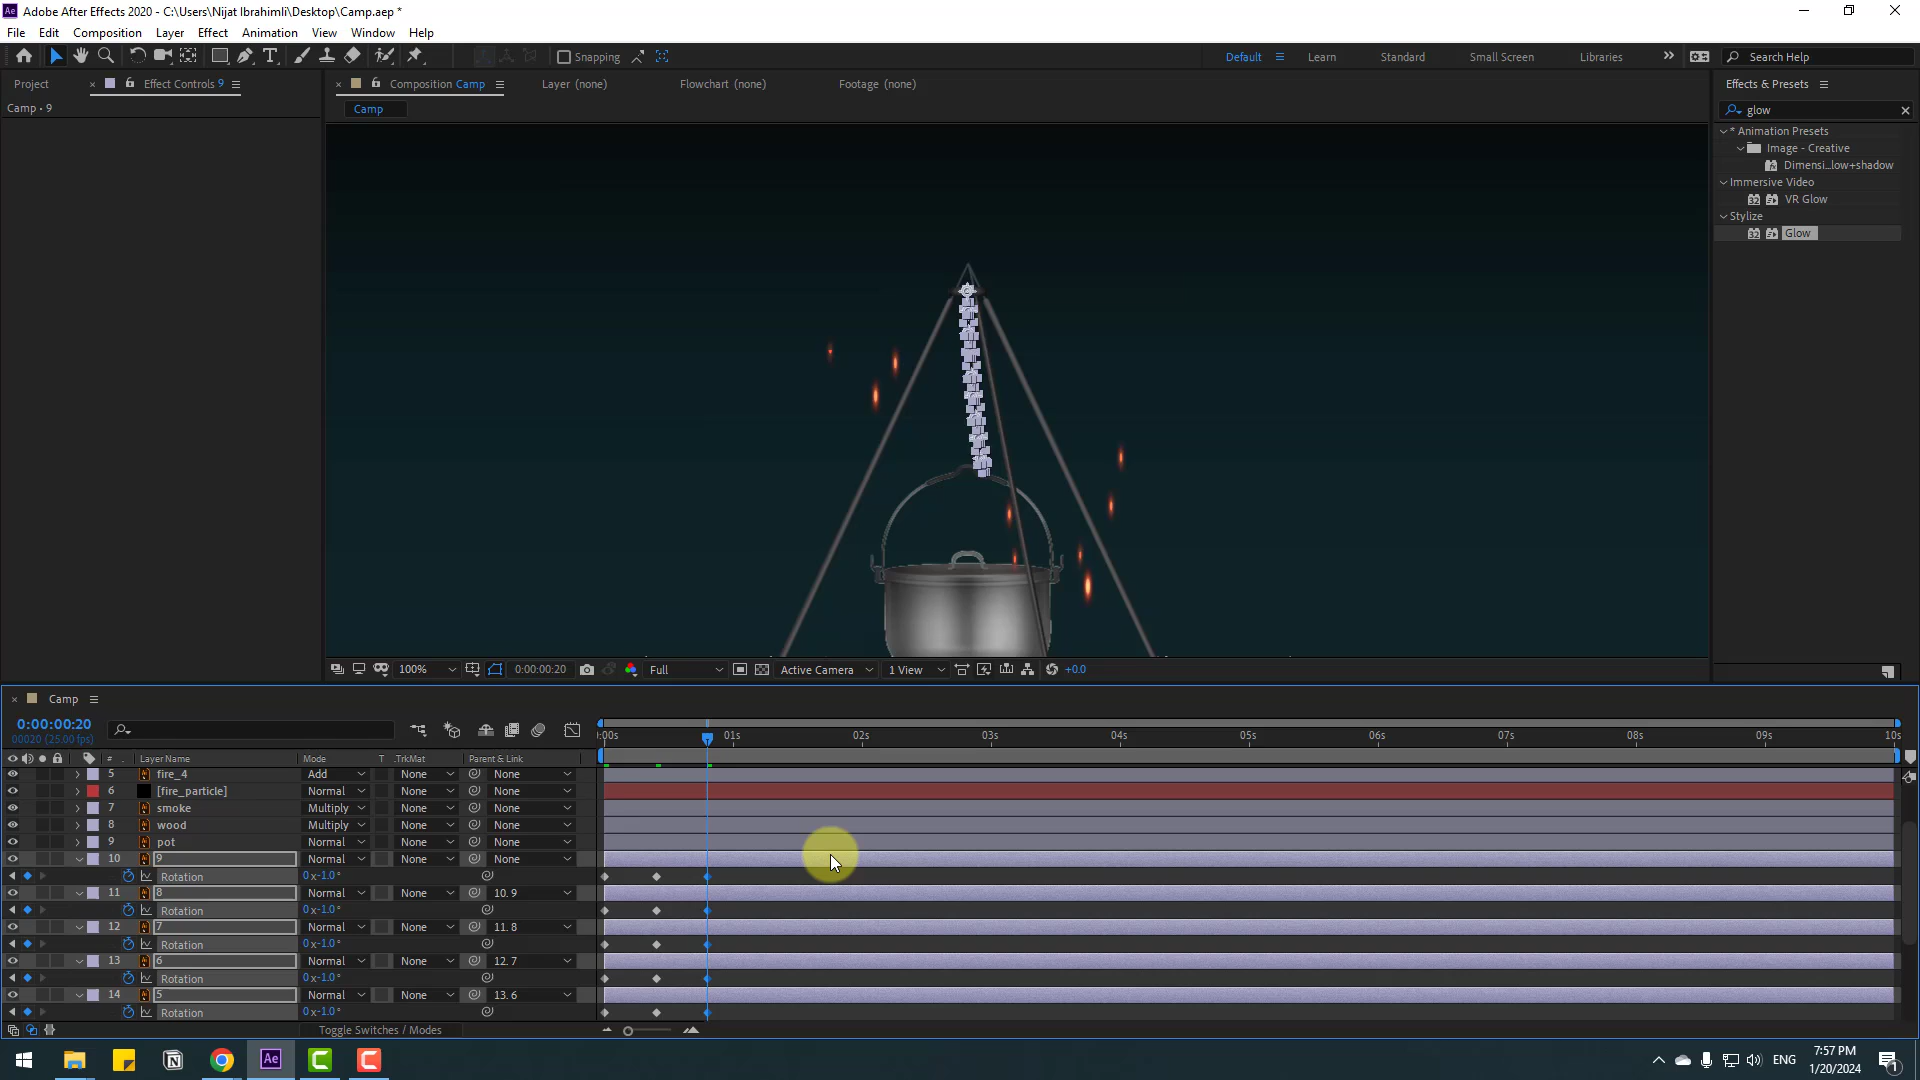 Adobe After Effects 2020 - C:\Users\Nijat Ibrahimli\Desktop\Camp.aep *
File Edit Composition Layer Effect Animation View Window Help
Snapping
Default Learn Standard Small Screen Libraries Search Help
Project Effect Controls 9
Camp • 9
Composition Camp Layer (none) Flowchart (none) Footage (none)
Camp
Effects & Presets
glow
* Animation Presets
Image - Creative
Dimensi...low+shadow
Immersive Video
VR Glow
Stylize
Glow
100% 0:00:00:20 Full Active Camera 1 View +0.0
Camp
0:00:00:20
00020 (25.00 fps)
:00s 01s 02s 03s 04s 05s 06s 07s 08s 09s 10s
# Layer Name Mode T .TrkMat Parent & Link
5 fire_4 Add None None
6 [fire_particle] Normal None None
7 smoke Multiply None None
8 wood Multiply None None
9 pot Normal None None
10 9 Normal None None
Rotation 0x-1.0°
11 8 Normal None 10. 9
Rotation 0x-1.0°
12 7 Normal None 11. 8
Rotation 0x-1.0°
13 6 Normal None 12. 7
Rotation 0x-1.0°
14 5 Normal None 13. 6
Rotation 0x-1.0°
Toggle Switches / Modes
ENG
7:57 PM
1/20/2024